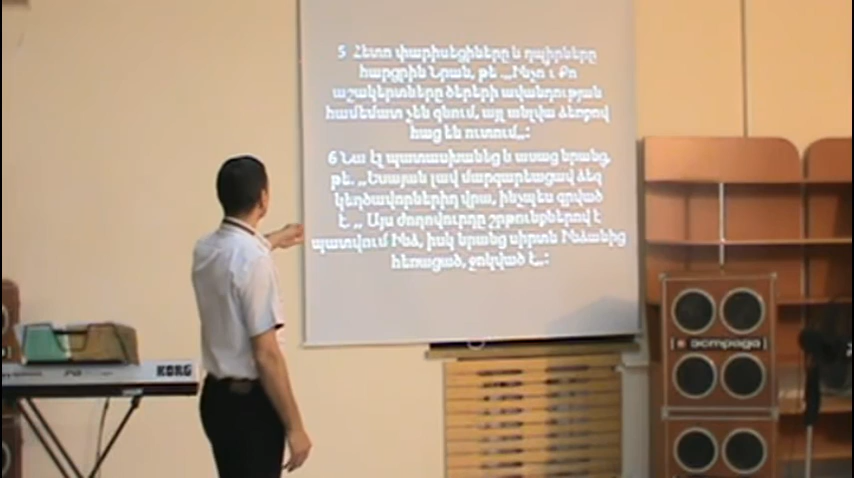 5 Հետո փարիսեցիները և դպիրները
հարցրին Նրան, թե ,,Ինչո ւ Քո
աշակերտները ծերերի ավանդության
համեմատ չեն գնում, այլ անլվա ձեռքով
հաց են ուտում,,:
6 Նա էլ պատասխանեց և ասաց նրանց,
թե. ,,Եսայան լավ մարգարեացավ ձեզ
կեղծավորներիդ վրա, ինչպես գրված
է ,, Այս ժողովուրդը շրթունքներով է
պատվում Ինձ, իսկ նրանց սիրտն Ինձանից
հեռացած, ջոկված է,,:
эстрада
KORG